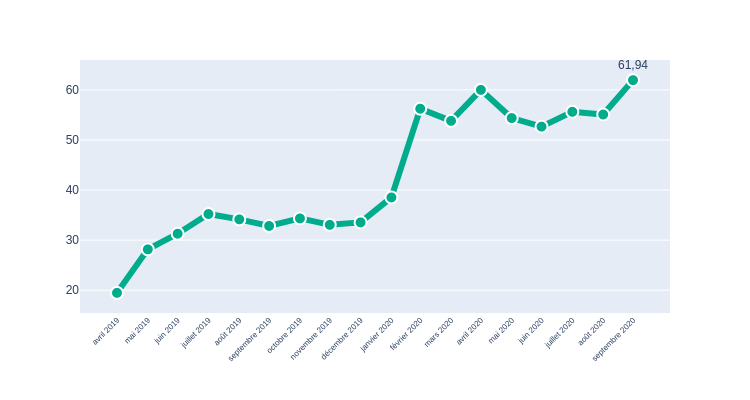 61,94
60
50
40
30
20
avril 2019
mai 2019
juin 2019
juillet 2019
août 2019
septembre 2019
octobre 2019
novembre 2019
décembre 2019
janvier 2020
février 2020
mars 2020
avril 2020
mai 2020
juin 2020
juillet 2020
août 2020
septembre 2020